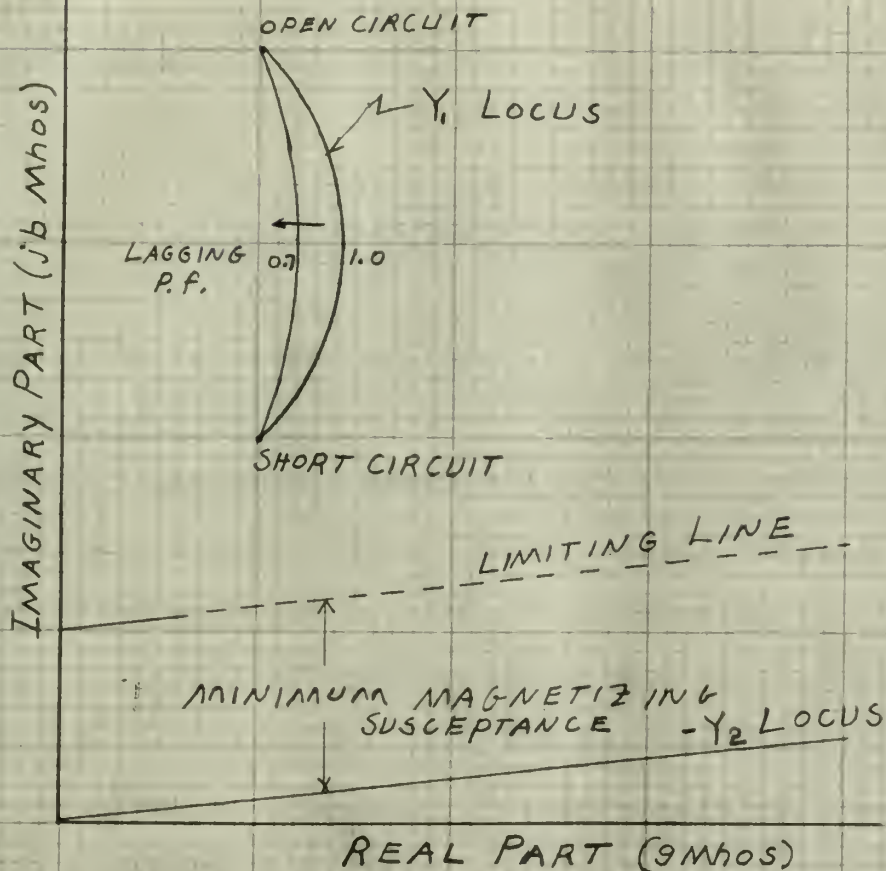 OPEN CIRCUIT
Y₁ LOCUS
LAGGING 0.7 1.0
P.f.
SHORT CIRCUIT
IMAGINARY PART (jb Mhos)
LIMITING LINE
MINIMUM MAGNETIZING
SUSCEPTANCE
-Y₂ LOCUS
REAL PART (g Mhos)